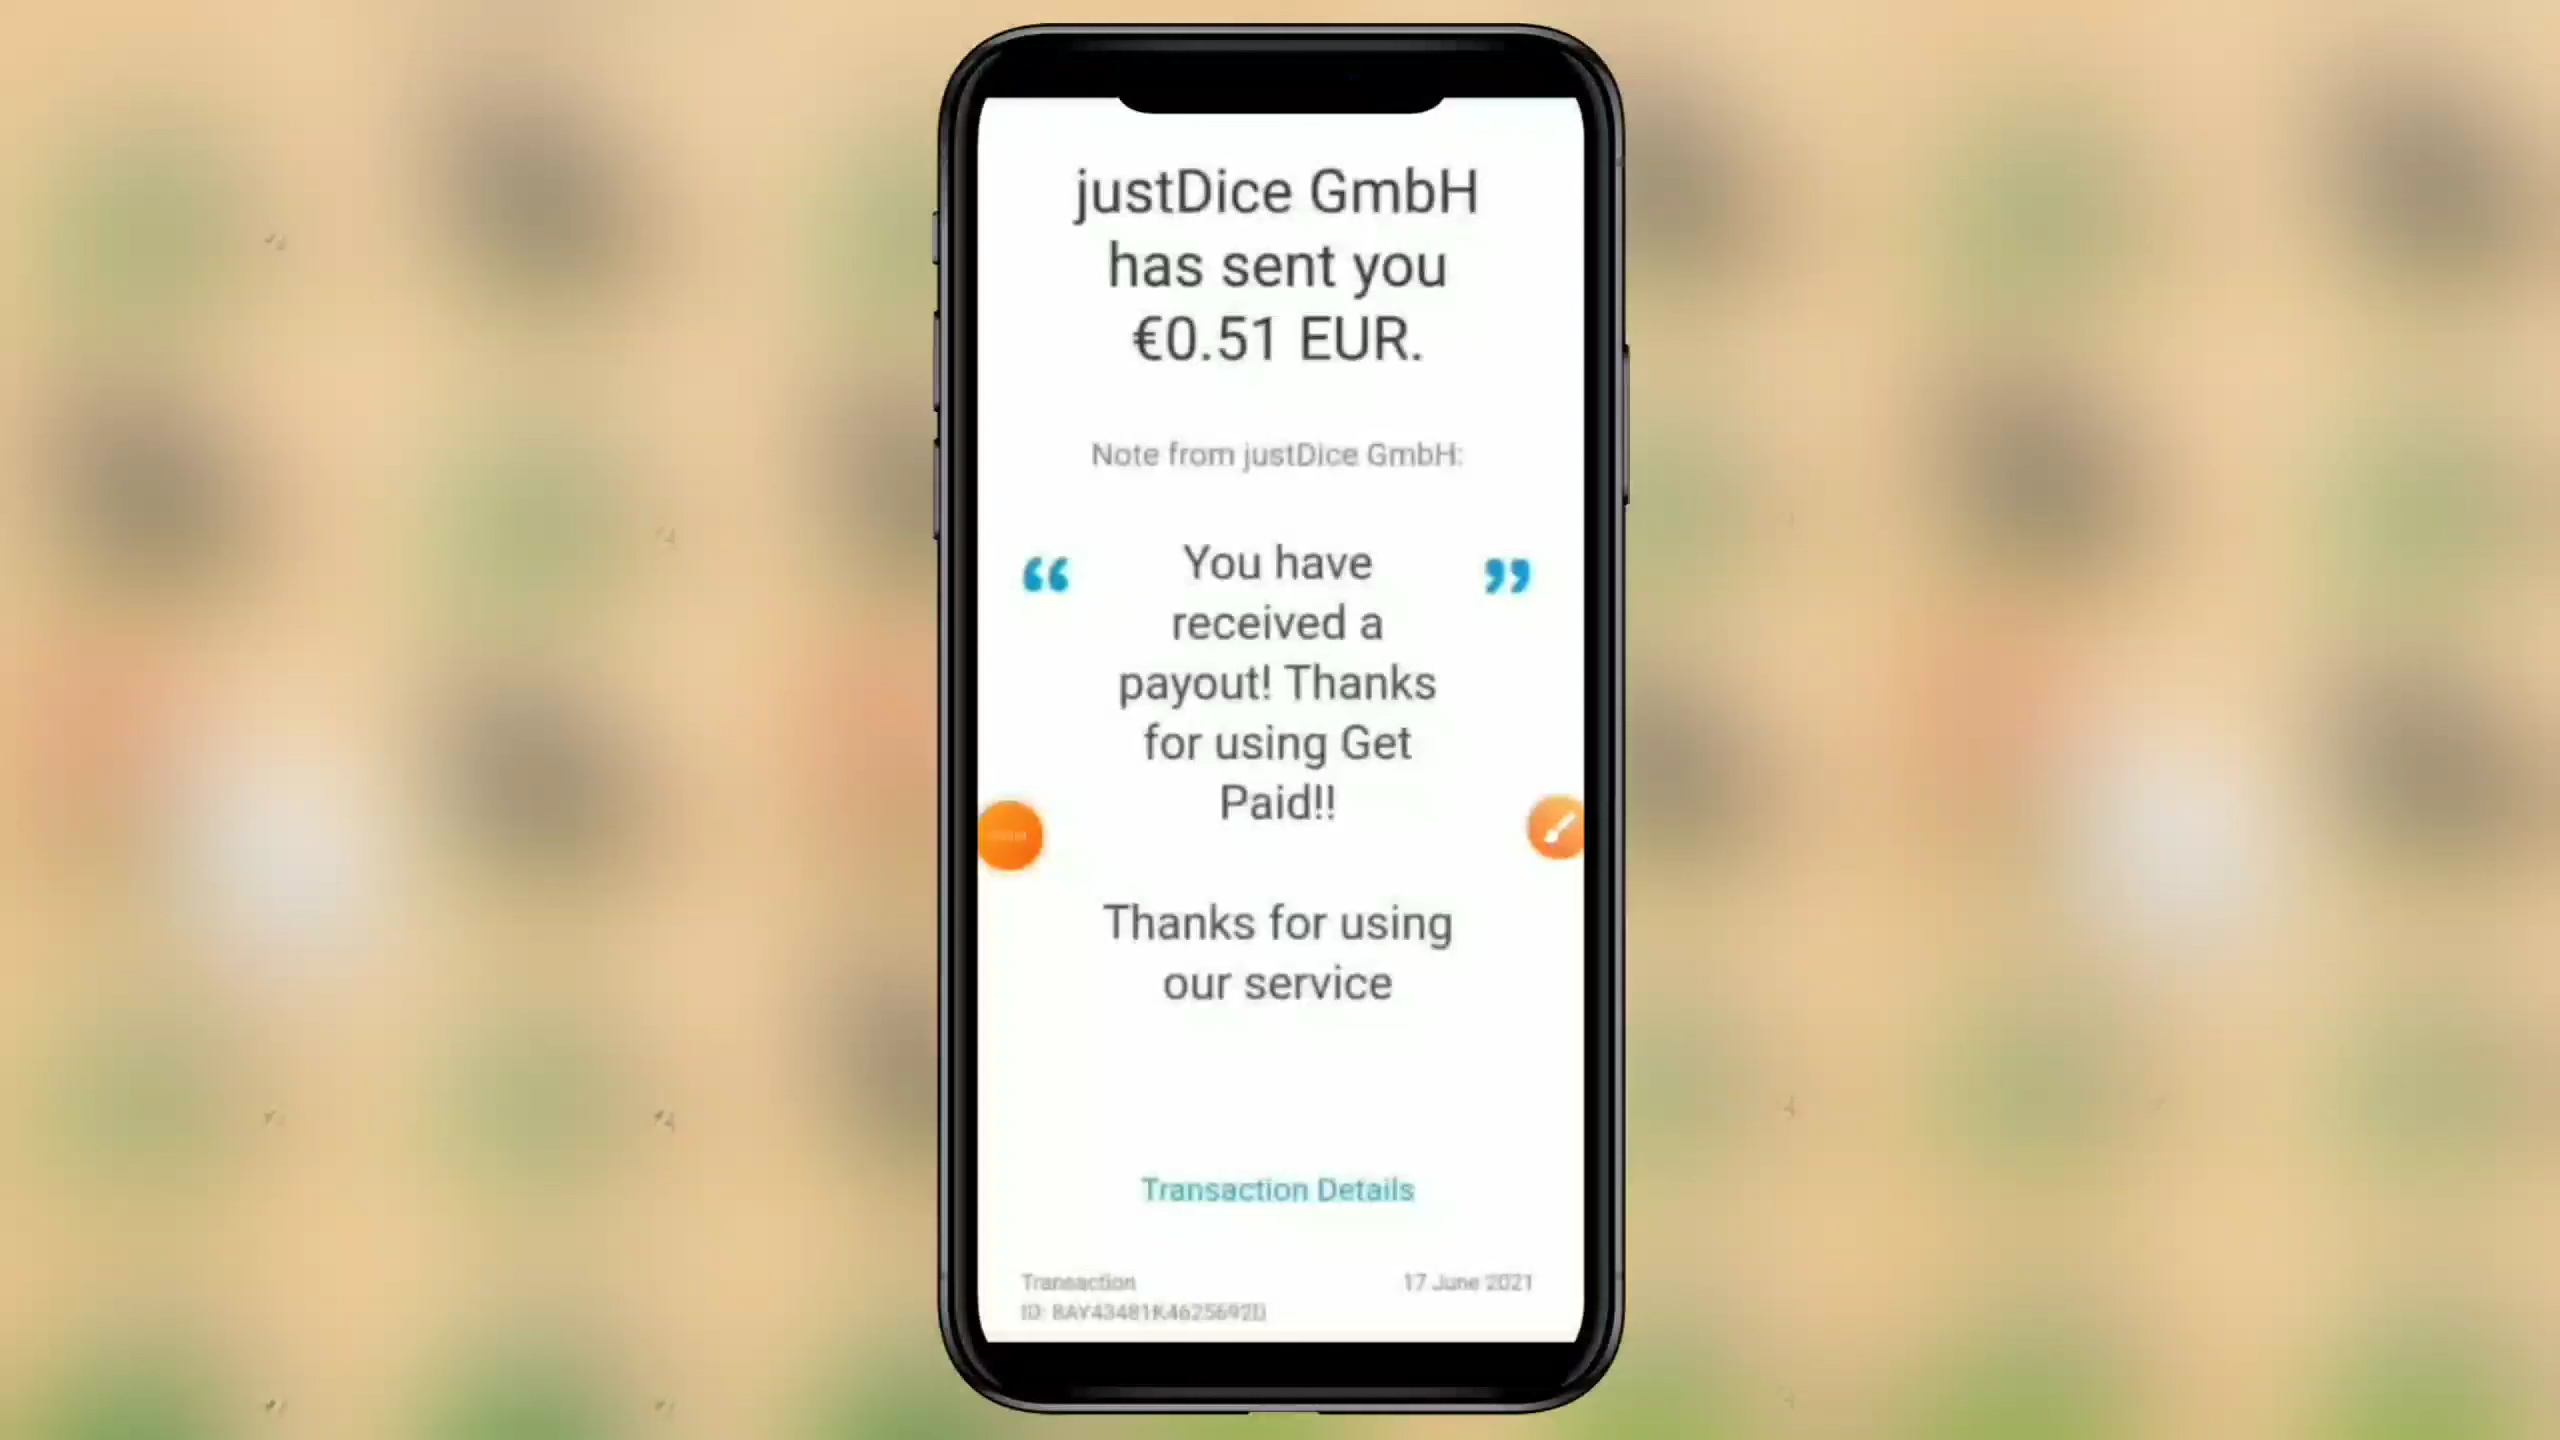 justDice GmbH
has sent you
€0.51 EUR.
Note from justDice GmbH:
“ You have ”
received a
payout! Thanks
for using Get
Paid!!
Thanks for using
our service
Transaction Details
Transaction 17 June 2021
ID: